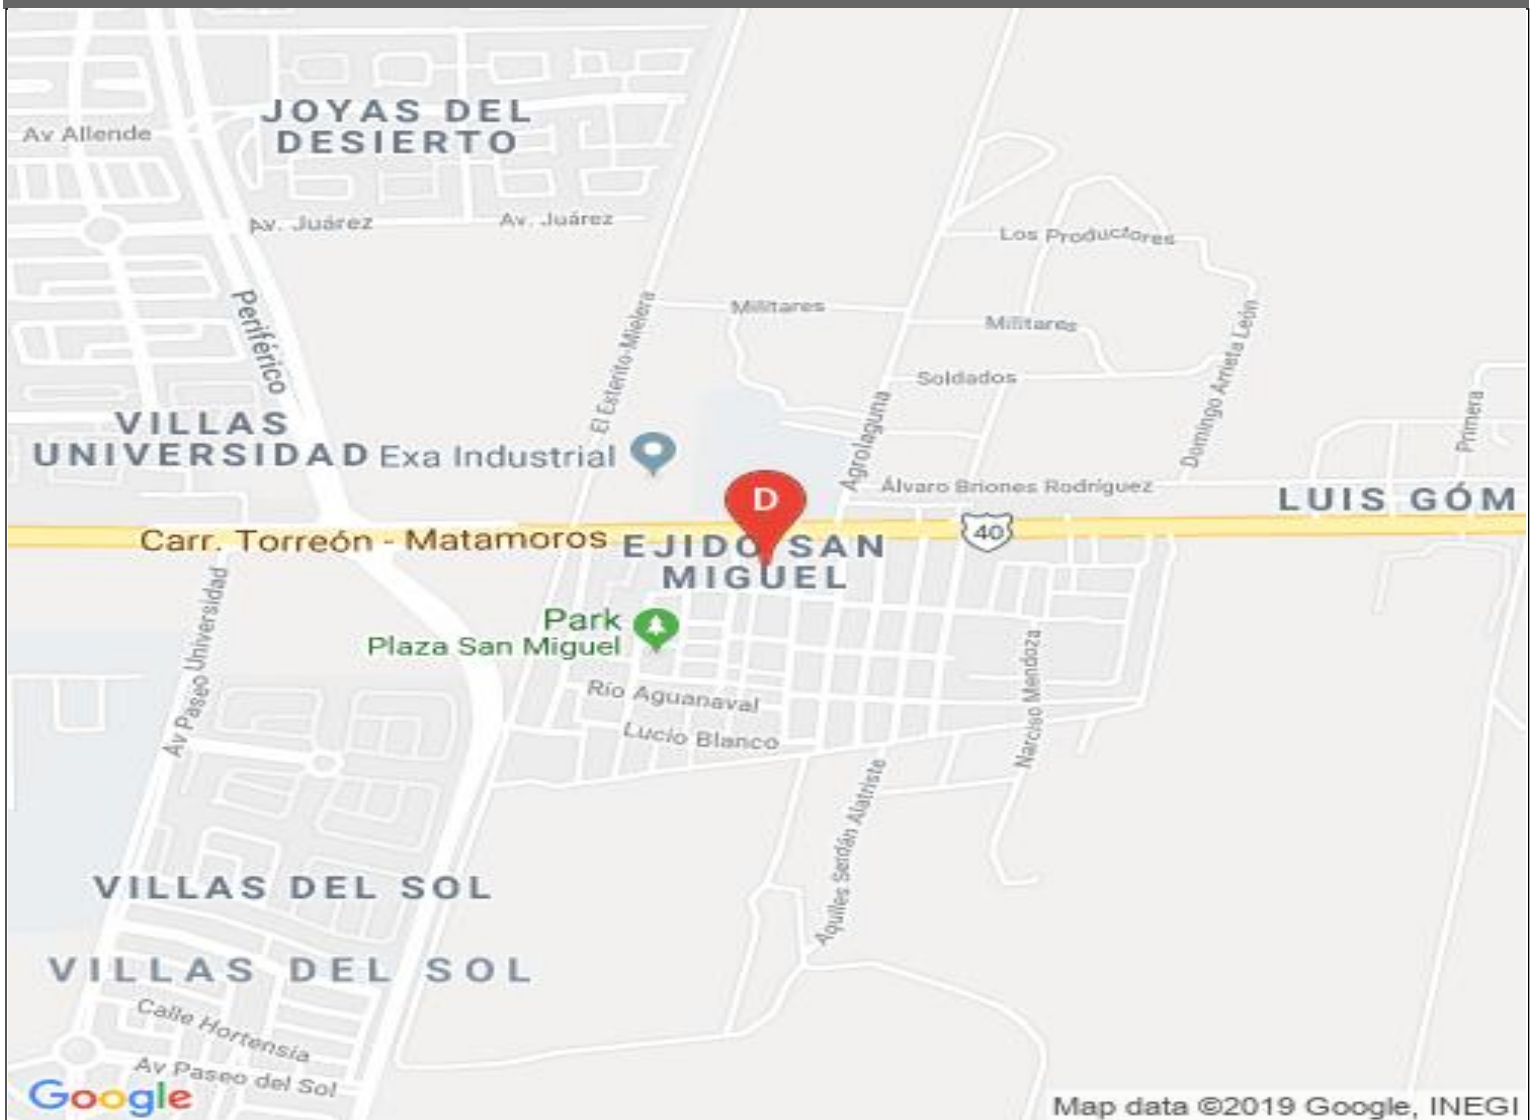 JOYAS DEL
DESIERTO
Av Allende
Av. Juárez
Av. Juárez
Los Productores
Periférico
El Esterito-Mielera
Militares
Militares
Domingo Arrieta León
Soldados
Agrolaguna
Primera
VILLAS
UNIVERSIDAD
Exa Industrial
Álvaro Briones Rodríguez
LUIS GÓM
D
40
Carr. Torreón - Matamoros
EJIDO SAN
MIGUEL
Av Paseo Universidad
Park
Plaza San Miguel
Narciso Mendoza
Río Aguanaval
Lucio Blanco
Aquiles Serdán Alatriste
VILLAS DEL SOL
VILLAS DEL SOL
Calle Hortensia
Av Paseo del Sol
Google
Map data ©2019 Google, INEGI